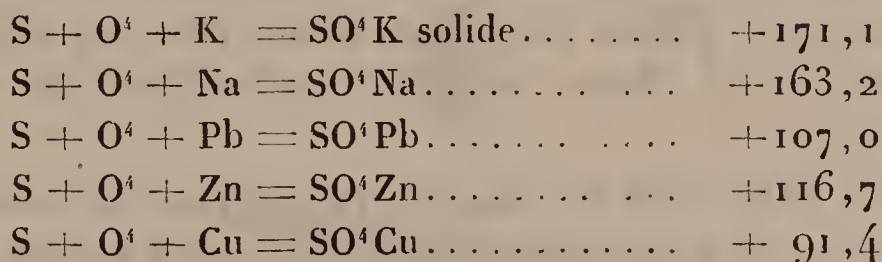 S + O⁴ + K = SO⁴K solide........ +171,1
S + O⁴ + Na = SO⁴Na.......... ... +163,2
S + O⁴ + Pb = SO⁴Pb.......... .... +107,0
S + O⁴ + Zn = SO⁴Zn............. +116,7
S + O⁴ + Cu = SO⁴Cu............. + 91,4